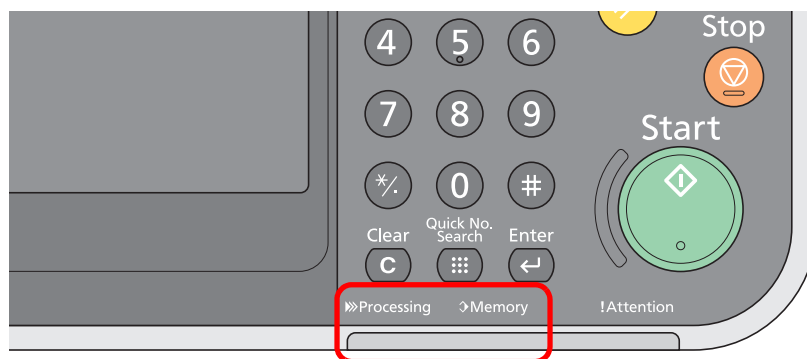 Stop
4 5 6
7 8 9
Start
*/. 0 #
Clear Quick No. Search Enter
C
Processing Memory !Attention